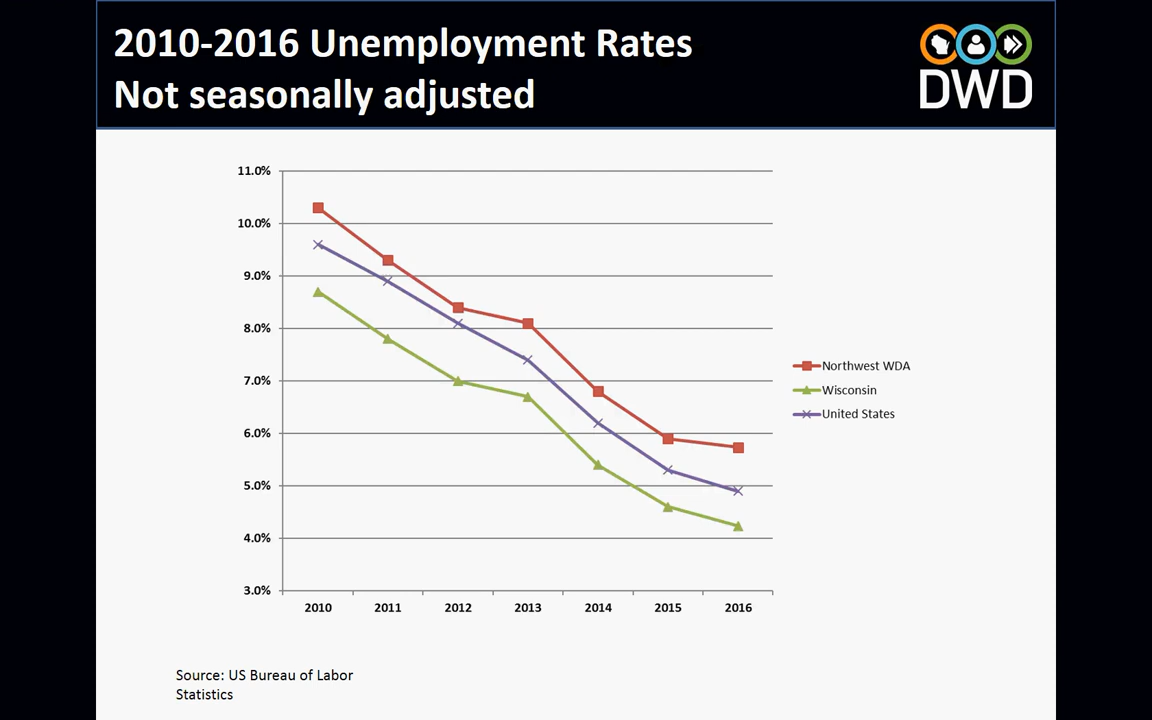 2010-2016 Unemployment Rates
Not seasonally adjusted
DWD
11.0%
10.0%
9.0%
8.0%
7.0%
6.0%
5.0%
4.0%
3.0%
2010 2011 2012 2013 2014 2015 2016
Northwest WDA
Wisconsin
United States
Source: US Bureau of Labor
Statistics